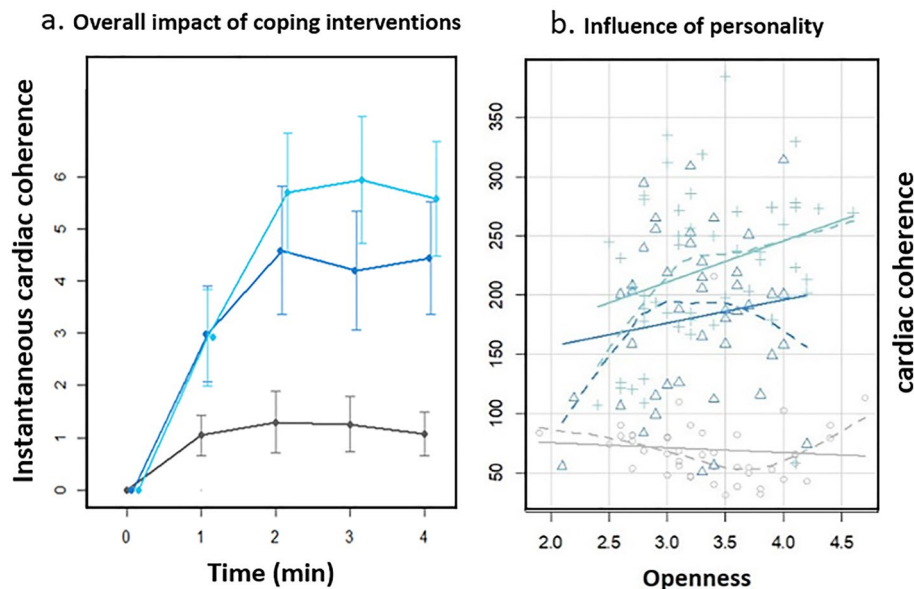 a. Overall impact of coping interventions
Instantaneous cardiac coherence
6
5
4
3
2
1
0
0 1 2 3 4
Time (min)
b. Influence of personality
350
300
250
200
150
100
50
2.0 2.5 3.0 3.5 4.0 4.5
Openness
cardiac coherence